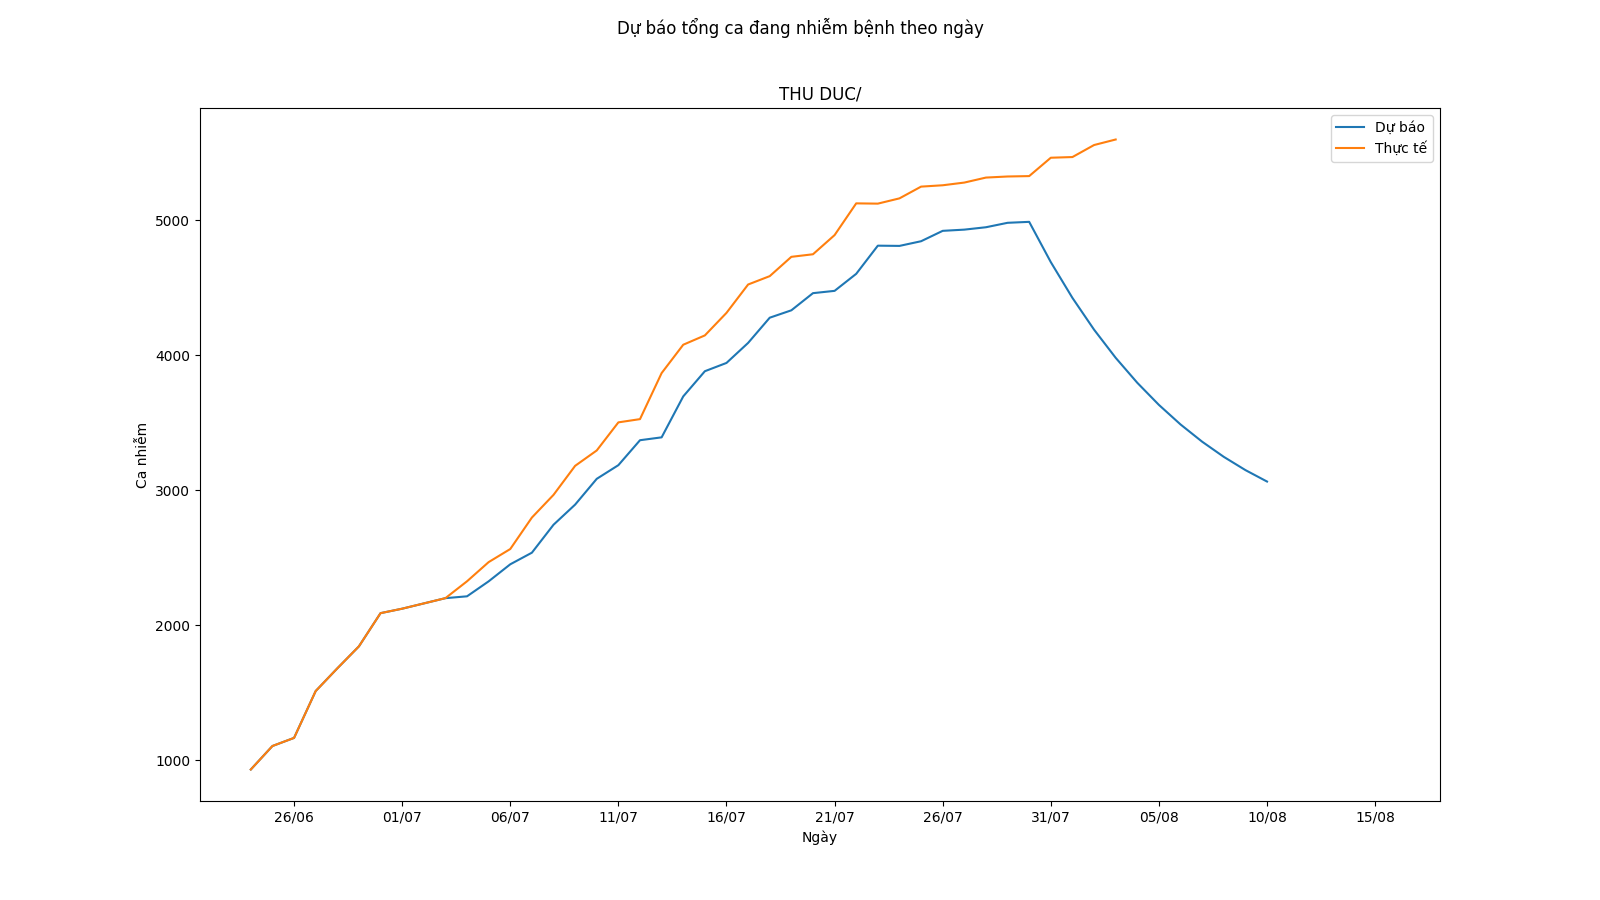 Dự báo tổng ca đang nhiễm bệnh theo ngày
THU DUC/
Dự báo
Thực tế
5000
4000
3000
2000
1000
Ca nhiễm
26/06 01/07 06/07 11/07 16/07 21/07 26/07 31/07 05/08 10/08 15/08
Ngày